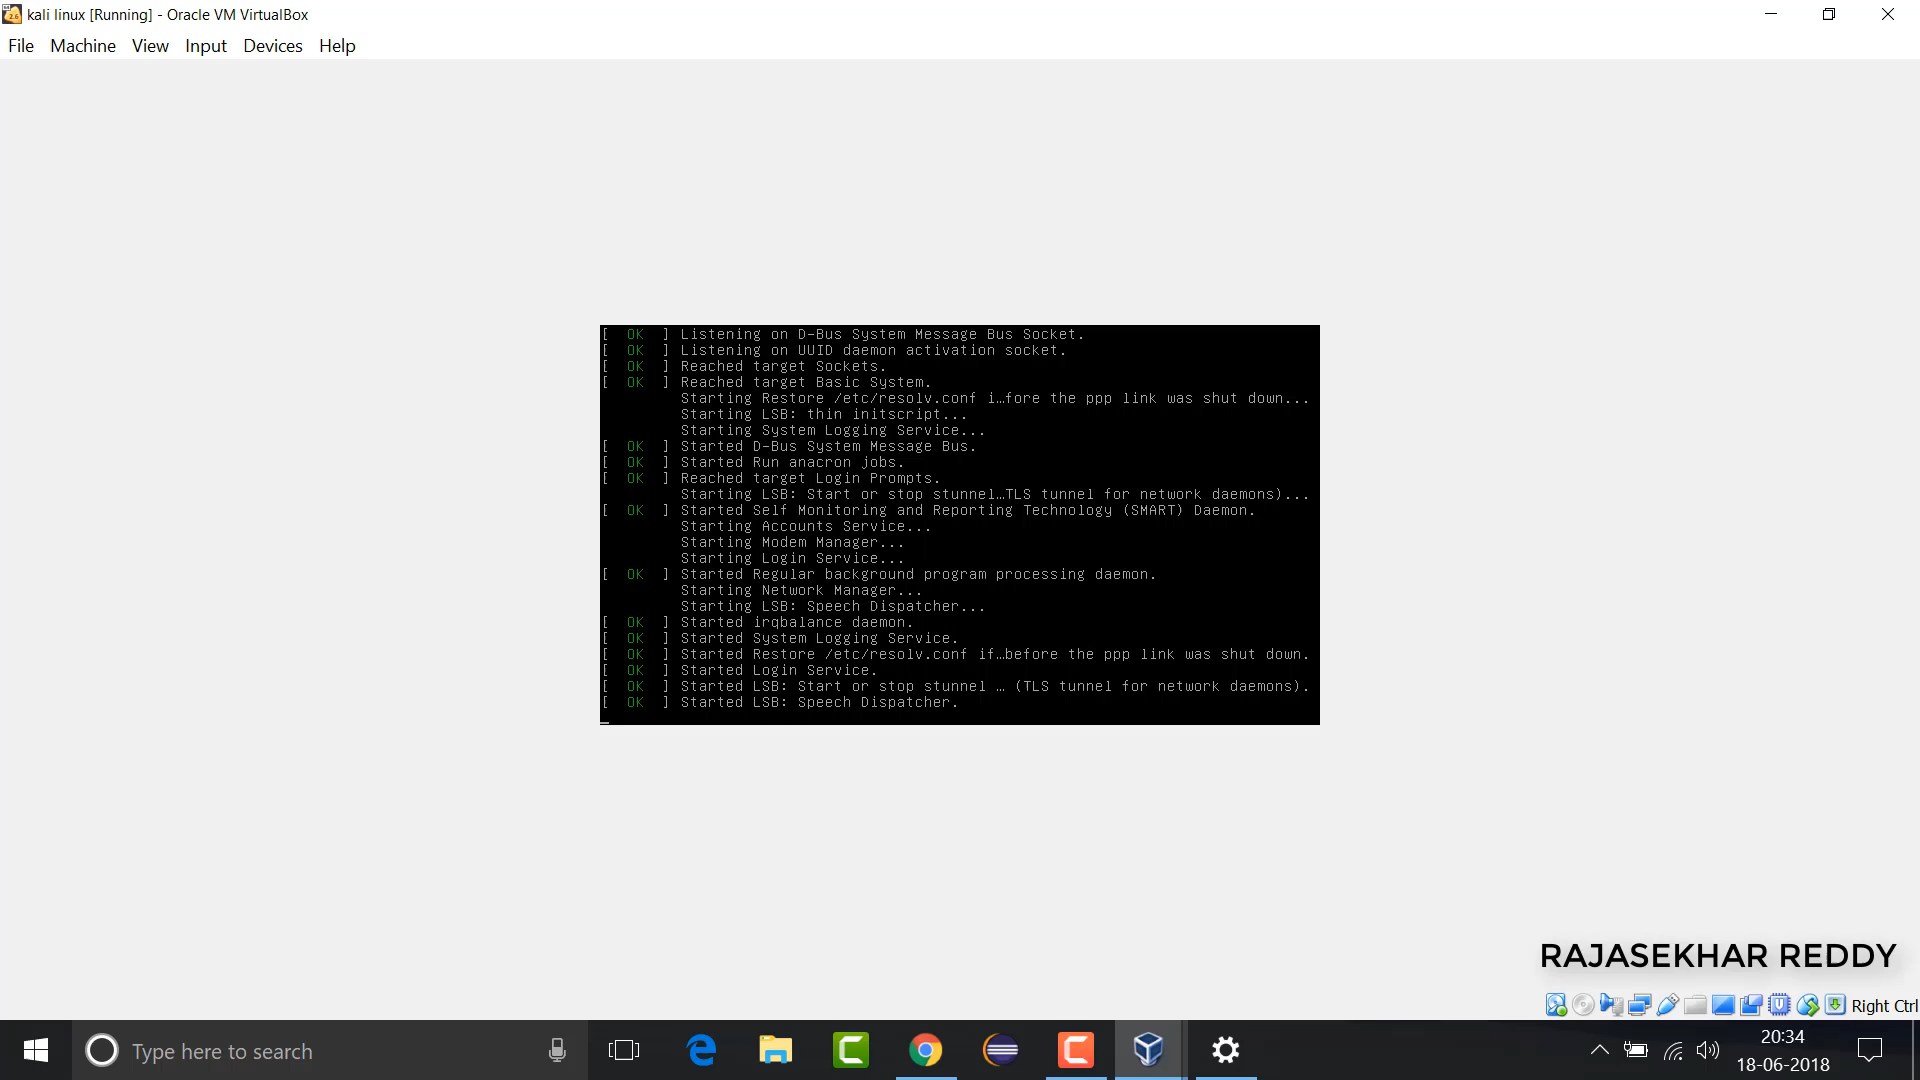 kali linux [Running] - Oracle VM VirtualBox
File Machine View Input Devices Help
[ OK ] Listening on D-Bus System Message Bus Socket.
[ OK ] Listening on UUID daemon activation socket.
[ OK ] Reached target Sockets.
[ OK ] Reached target Basic System.
Starting Restore /etc/resolv.conf i…fore the ppp link was shut down...
Starting LSB: thin initscript...
Starting System Logging Service...
[ OK ] Started D-Bus System Message Bus.
[ OK ] Started Run anacron jobs.
[ OK ] Reached target Login Prompts.
Starting LSB: Start or stop stunnel…TLS tunnel for network daemons)...
[ OK ] Started Self Monitoring and Reporting Technology (SMART) Daemon.
Starting Accounts Service...
Starting Modem Manager...
Starting Login Service...
[ OK ] Started Regular background program processing daemon.
Starting Network Manager...
Starting LSB: Speech Dispatcher...
[ OK ] Started irqbalance daemon.
[ OK ] Started System Logging Service.
[ OK ] Started Restore /etc/resolv.conf if…before the ppp link was shut down.
[ OK ] Started Login Service.
[ OK ] Started LSB: Start or stop stunnel … (TLS tunnel for network daemons).
[ OK ] Started LSB: Speech Dispatcher.
RAJASEKHAR REDDY
Right Ctrl
Type here to search
20:34
18-06-2018